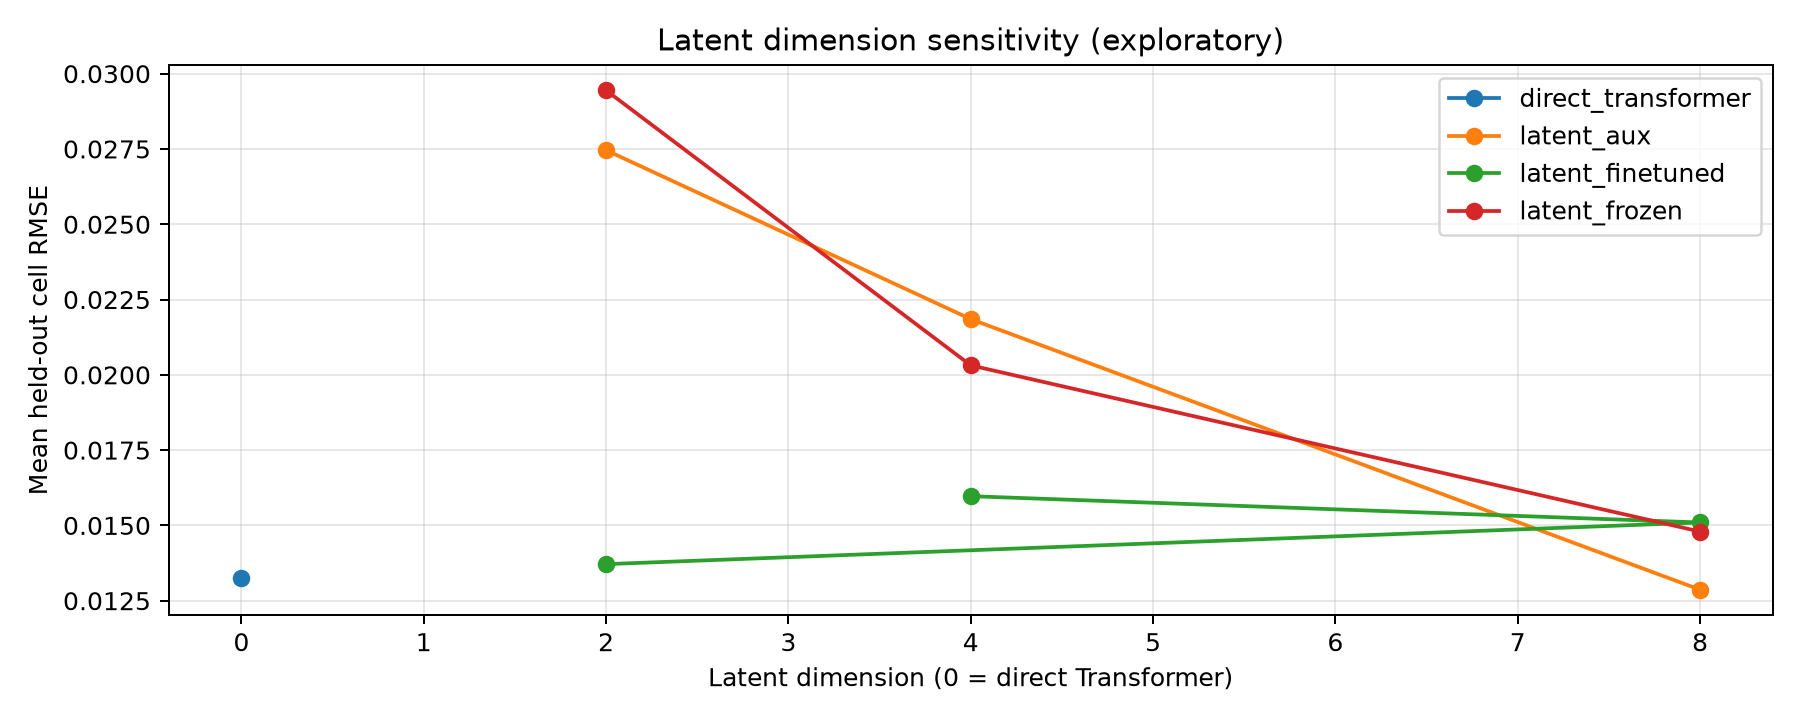 Latent dimension sensitivity (exploratory)
0.0300
0.0275
0.0250
0.0225
0.0200
0.0175
0.0150
0.0125
Mean held-out cell RMSE
direct_transformer
latent_aux
latent_finetuned
latent_frozen
0 1 2 3 4 5 6 7 8
Latent dimension (0 = direct Transformer)